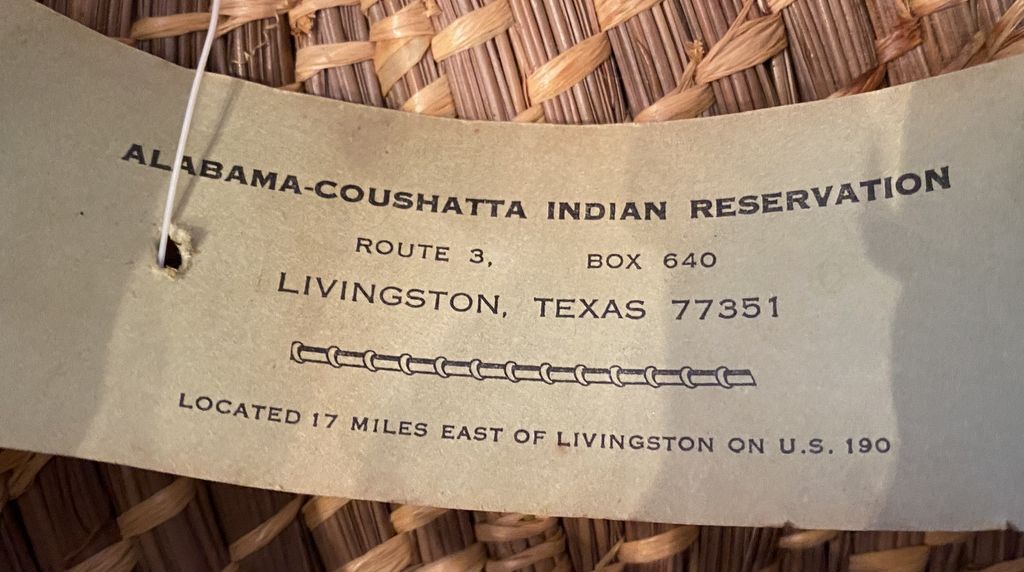 ALABAMA-COUSHATTA INDIAN RESERVATION
ROUTE 3, BOX 640
LIVINGSTON, TEXAS 77351
LOCATED 17 MILES EAST OF LIVINGSTON ON U.S. 190